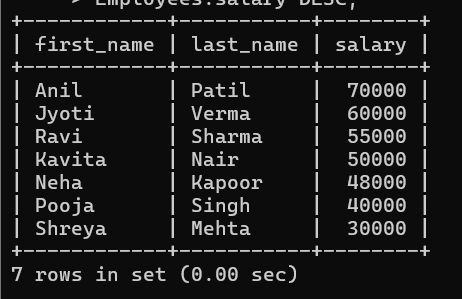 > Employees.salary DESC;
+------------+-----------+--------+
| first_name | last_name | salary |
+------------+-----------+--------+
| Anil       | Patil     |  70000 |
| Jyoti      | Verma     |  60000 |
| Ravi       | Sharma    |  55000 |
| Kavita     | Nair      |  50000 |
| Neha       | Kapoor    |  48000 |
| Pooja      | Singh     |  40000 |
| Shreya     | Mehta     |  30000 |
+------------+-----------+--------+
7 rows in set (0.00 sec)